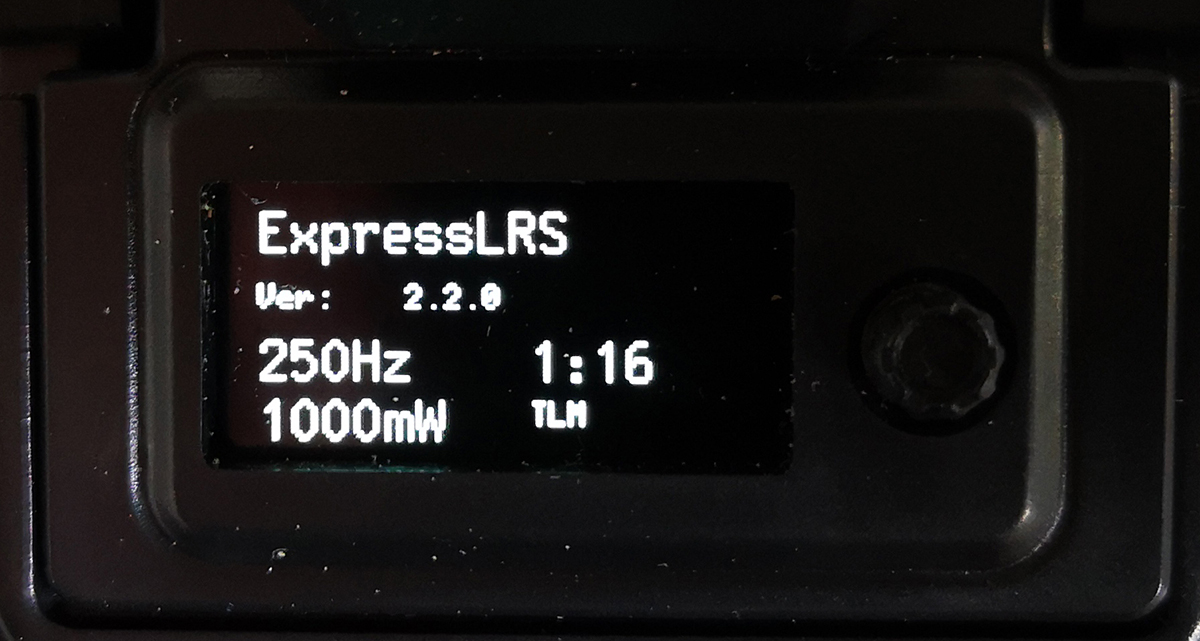 ExpressLRS
Ver: 2.2.0
250Hz 1:16
1000mW TLM